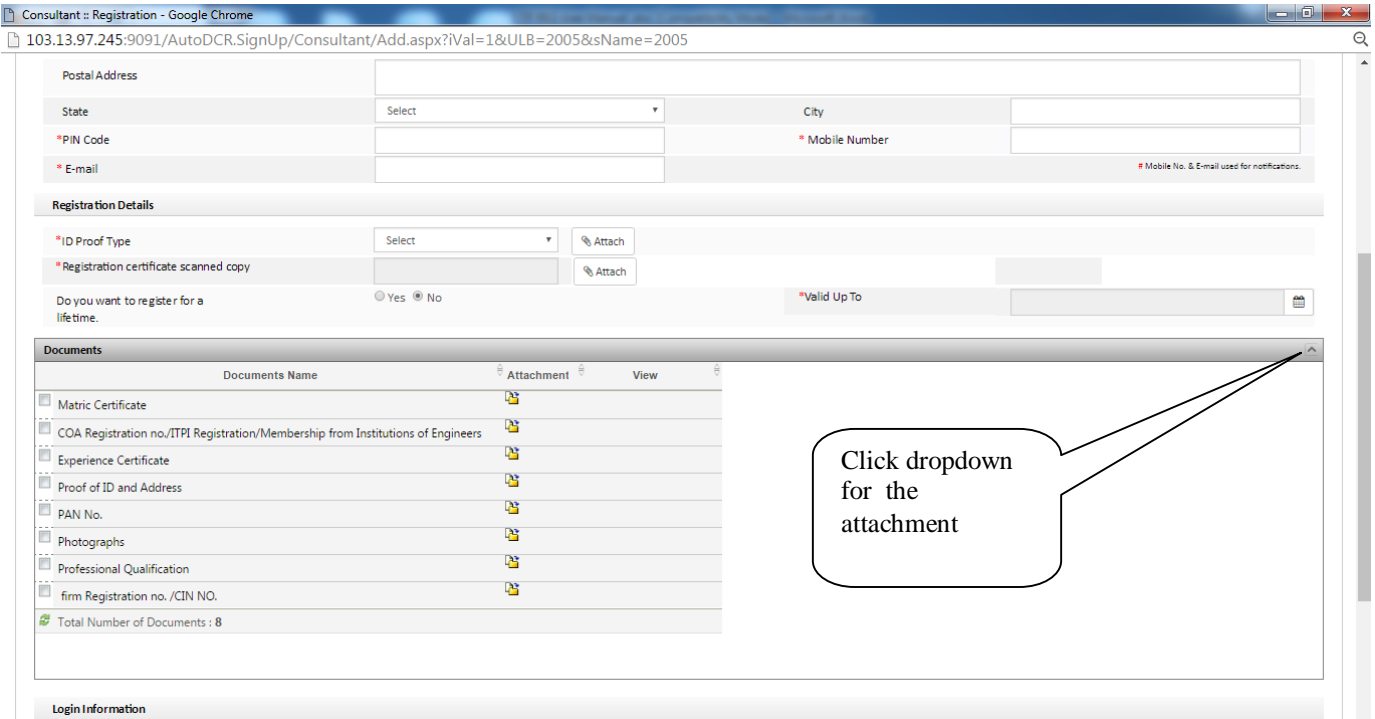 Consultant :: Registration - Google Chrome
103.13.97.245:9091/AutoDCR.SignUp/Consultant/Add.aspx?iVal=1&ULB=2005&sName=2005
Postal Address
State Select City
*PIN Code * Mobile Number
* E-mail # Mobile No. & E-mail used for notifications.
Registration Details
*ID Proof Type Select Attach
*Registration certificate scanned copy Attach
Do you want to register for a Yes No *Valid Up To
lifetime.
Documents
Documents Name Attachment View
Matric Certificate
COA Registration no./ITPI Registration/Membership from Institutions of Engineers
Experience Certificate
Proof of ID and Address
PAN No.
Photographs
Professional Qualification
firm Registration no. /CIN NO.
Total Number of Documents : 8
Click dropdown
for the
attachment
Login Information